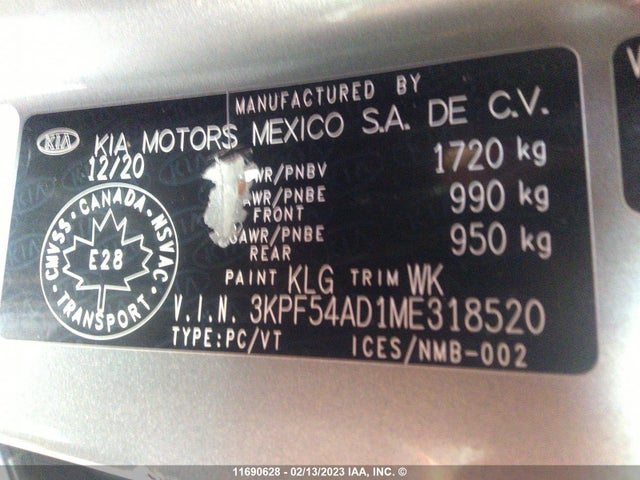 MANUFACTURED BY
KIA KIA MOTORS MEXICO S.A. DE C.V.
12/20
WR/PNBV 1720 kg
AWR/PNBE 990 kg
FRONT
AWR/PNBE 950 kg
REAR
CMVSS · CANADA · NSVAC · TRANSPORT ·
E28
PAINT KLG TRIM WK
V.I.N. 3KPF54AD1ME318520
TYPE:PC/VT ICES/NMB-002
11690628 - 02/13/2023 IAA, INC. ©